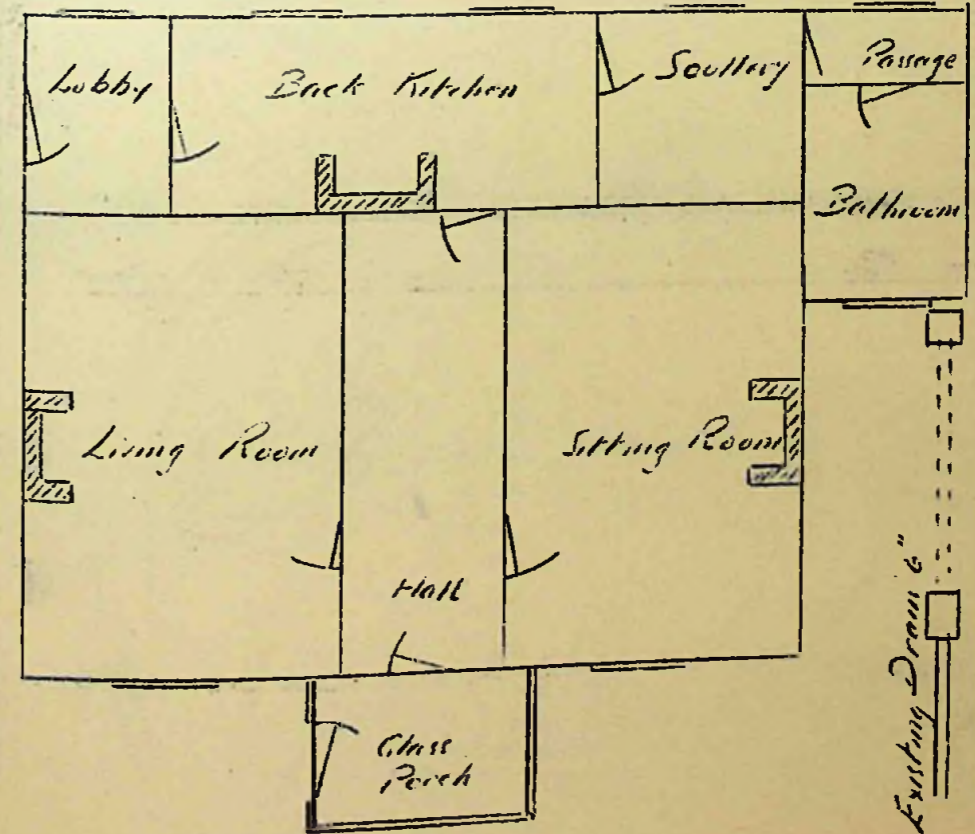 Lobby
Back Kitchen
Scullery
Passage
Bathroom
Living Room
Sitting Room
Hall
Glass
Porch
Existing Drain 6"